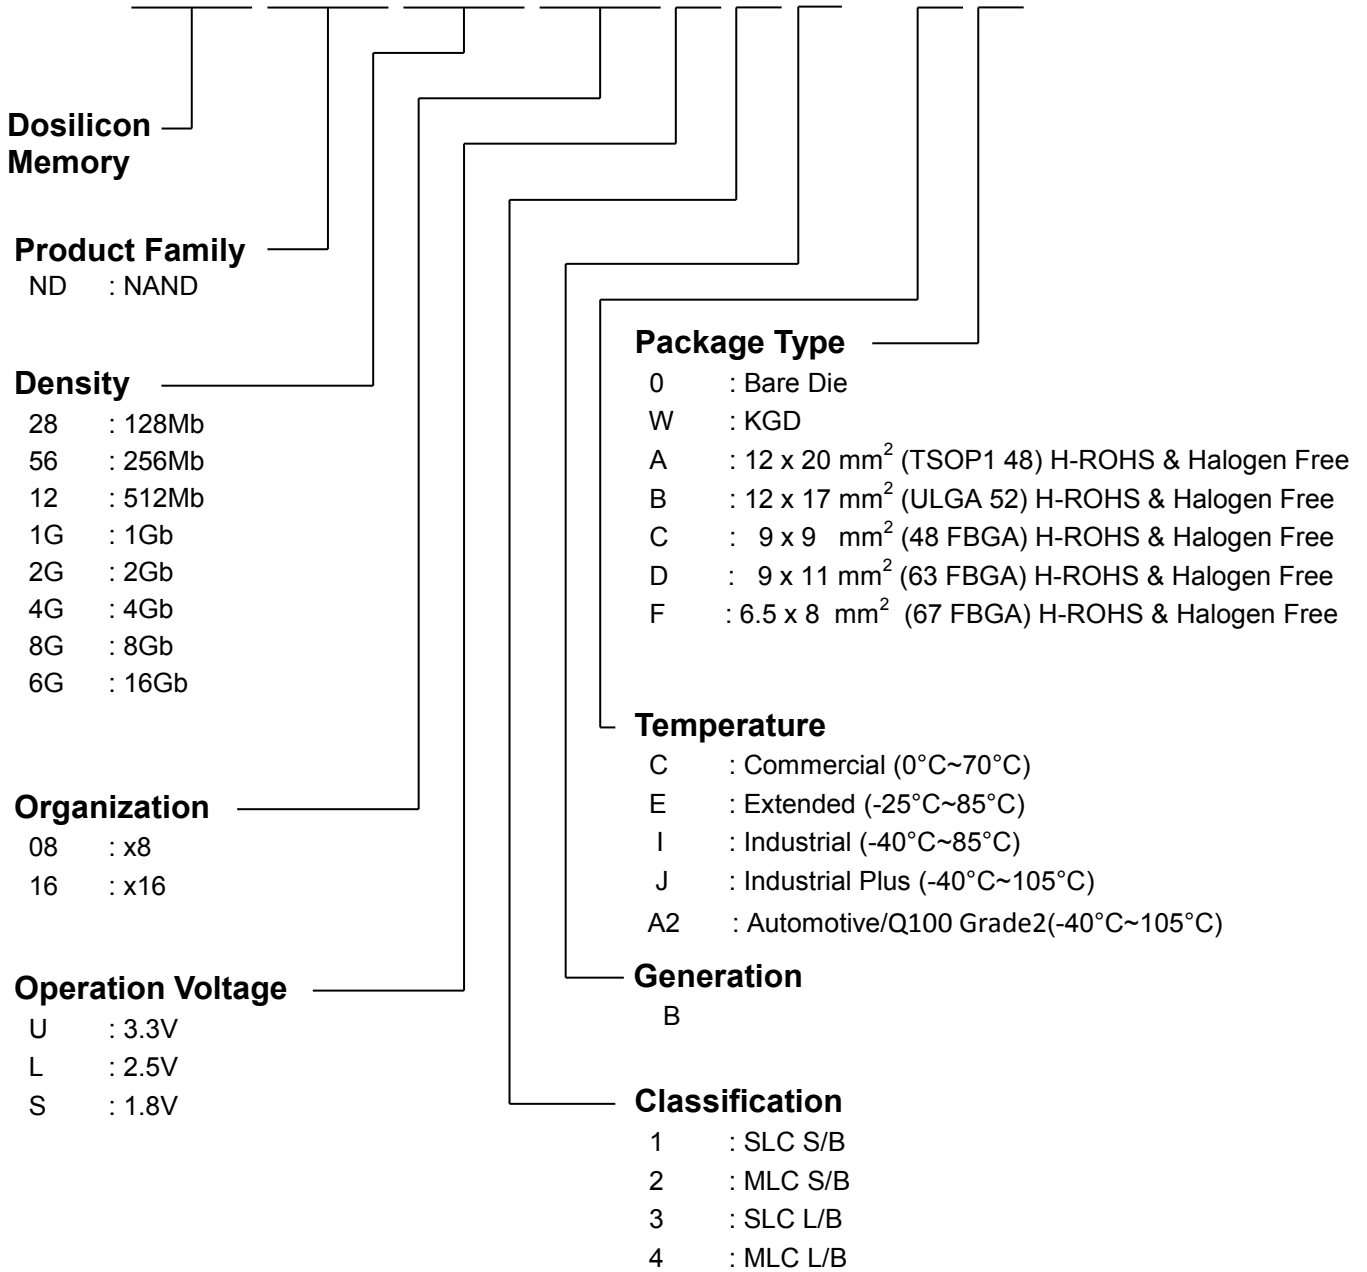 Dosilicon
Memory
Product Family
ND : NAND
Density
28 : 128Mb
56 : 256Mb
12 : 512Mb
1G : 1Gb
2G : 2Gb
4G : 4Gb
8G : 8Gb
6G : 16Gb
Organization
08 : x8
16 : x16
Operation Voltage
U : 3.3V
L : 2.5V
S : 1.8V
Package Type
0 : Bare Die
W : KGD
A : 12 x 20 mm² (TSOP1 48) H-ROHS & Halogen Free
B : 12 x 17 mm² (ULGA 52) H-ROHS & Halogen Free
C : 9 x 9 mm² (48 FBGA) H-ROHS & Halogen Free
D : 9 x 11 mm² (63 FBGA) H-ROHS & Halogen Free
F : 6.5 x 8 mm² (67 FBGA) H-ROHS & Halogen Free
Temperature
C : Commercial (0°C~70°C)
E : Extended (-25°C~85°C)
I : Industrial (-40°C~85°C)
J : Industrial Plus (-40°C~105°C)
A2 : Automotive/Q100 Grade2(-40°C~105°C)
Generation
B
Classification
1 : SLC S/B
2 : MLC S/B
3 : SLC L/B
4 : MLC L/B